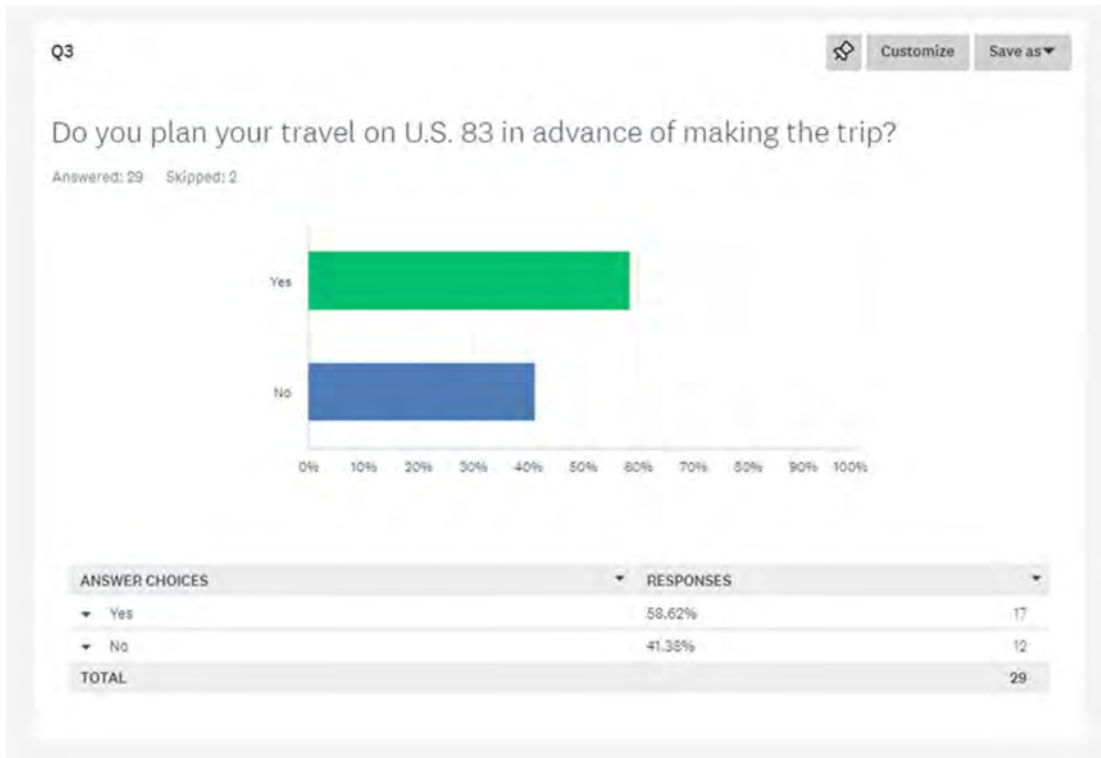 Q3
Customize
Save as
Do you plan your travel on U.S. 83 in advance of making the trip?
Answered: 29 Skipped: 2
Yes
No
0% 10% 20% 30% 40% 50% 60% 70% 80% 90% 100%
ANSWER CHOICES RESPONSES
Yes 58.62% 17
No 41.38% 12
TOTAL 29